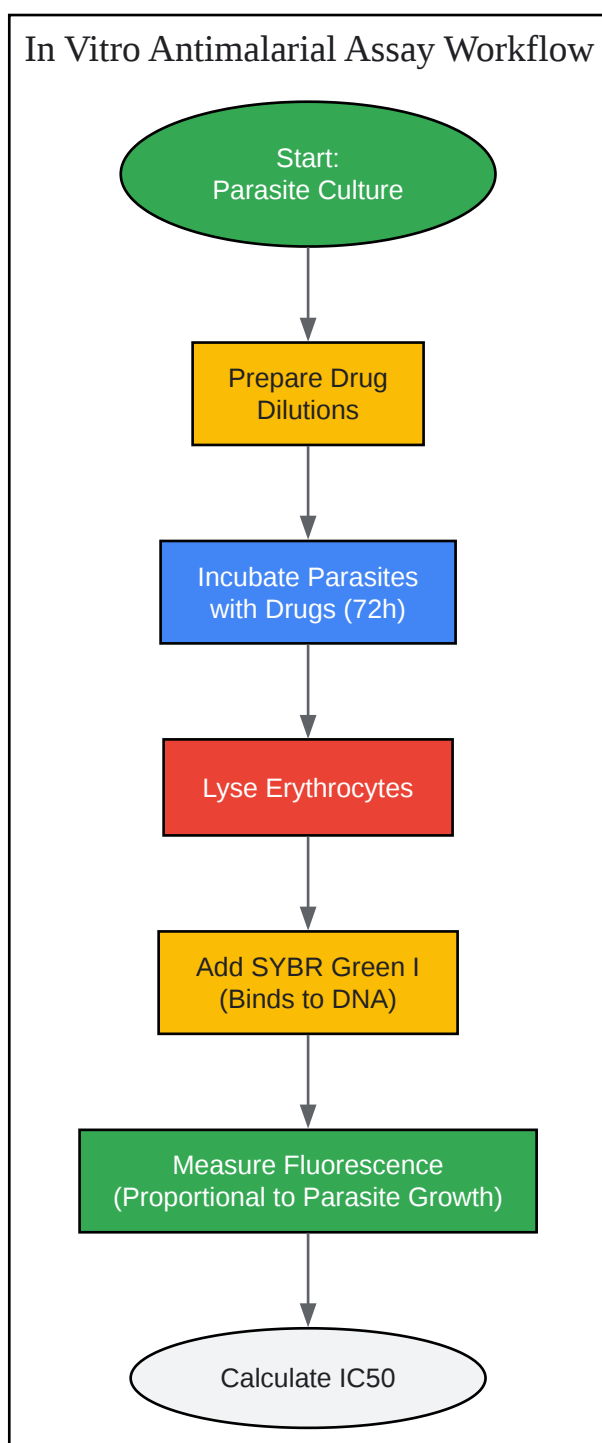 In Vitro Antimalarial Assay Workflow
Start:
Parasite Culture
Prepare Drug
Dilutions
Incubate Parasites
with Drugs (72h)
Lyse Erythrocytes
Add SYBR Green I
(Binds to DNA)
Measure Fluorescence
(Proportional to Parasite Growth)
Calculate IC50